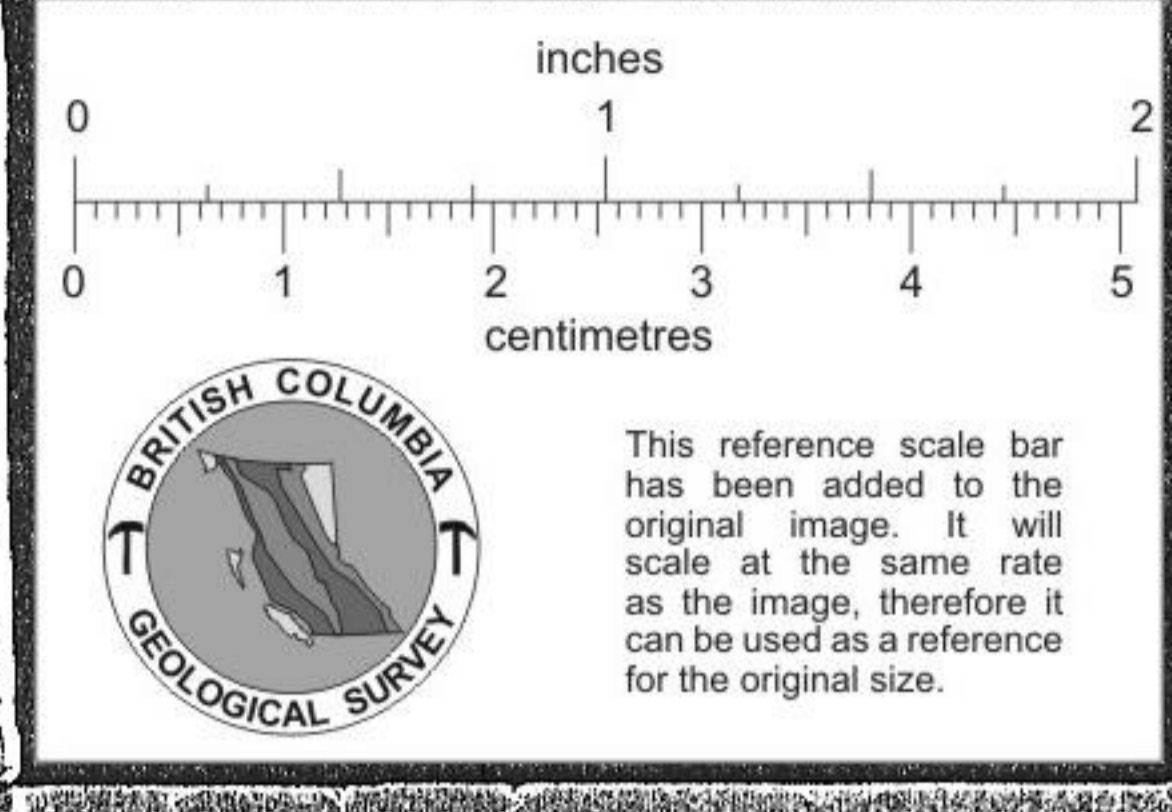 inches
0 1 2
0 1 2 3 4 5
centimetres
BRITISH COLUMBIA
GEOLOGICAL SURVEY
This reference scale bar
has been added to the
original image. It will
scale at the same rate
as the image, therefore it
can be used as a reference
for the original size.